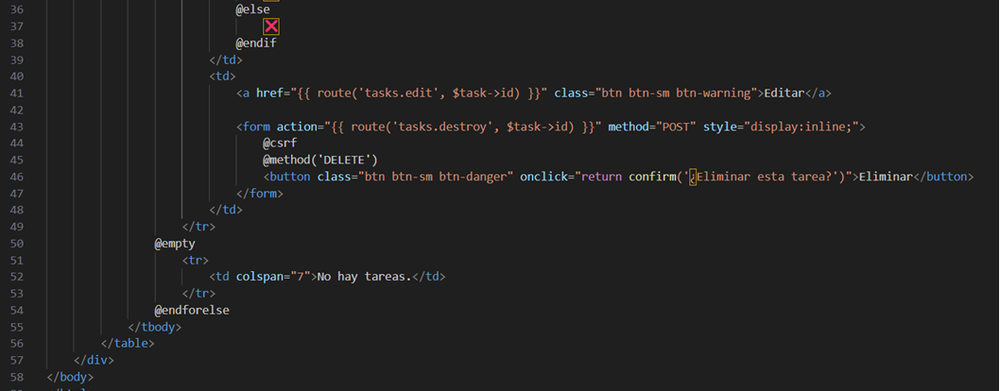 36 @else
37 ❌
38 @endif
39 </td>
40 <td>
41 <a href="{{ route('tasks.edit', $task->id) }}" class="btn btn-sm btn-warning">Editar</a>
42
43 <form action="{{ route('tasks.destroy', $task->id) }}" method="POST" style="display:inline;">
44 @csrf
45 @method('DELETE')
46 <button class="btn btn-sm btn-danger" onclick="return confirm('¿Eliminar esta tarea?')">Eliminar</button>
47 </form>
48 </td>
49 </tr>
50 @empty
51 <tr>
52 <td colspan="7">No hay tareas.</td>
53 </tr>
54 @endforelse
55 </tbody>
56 </table>
57 </div>
58 </body>